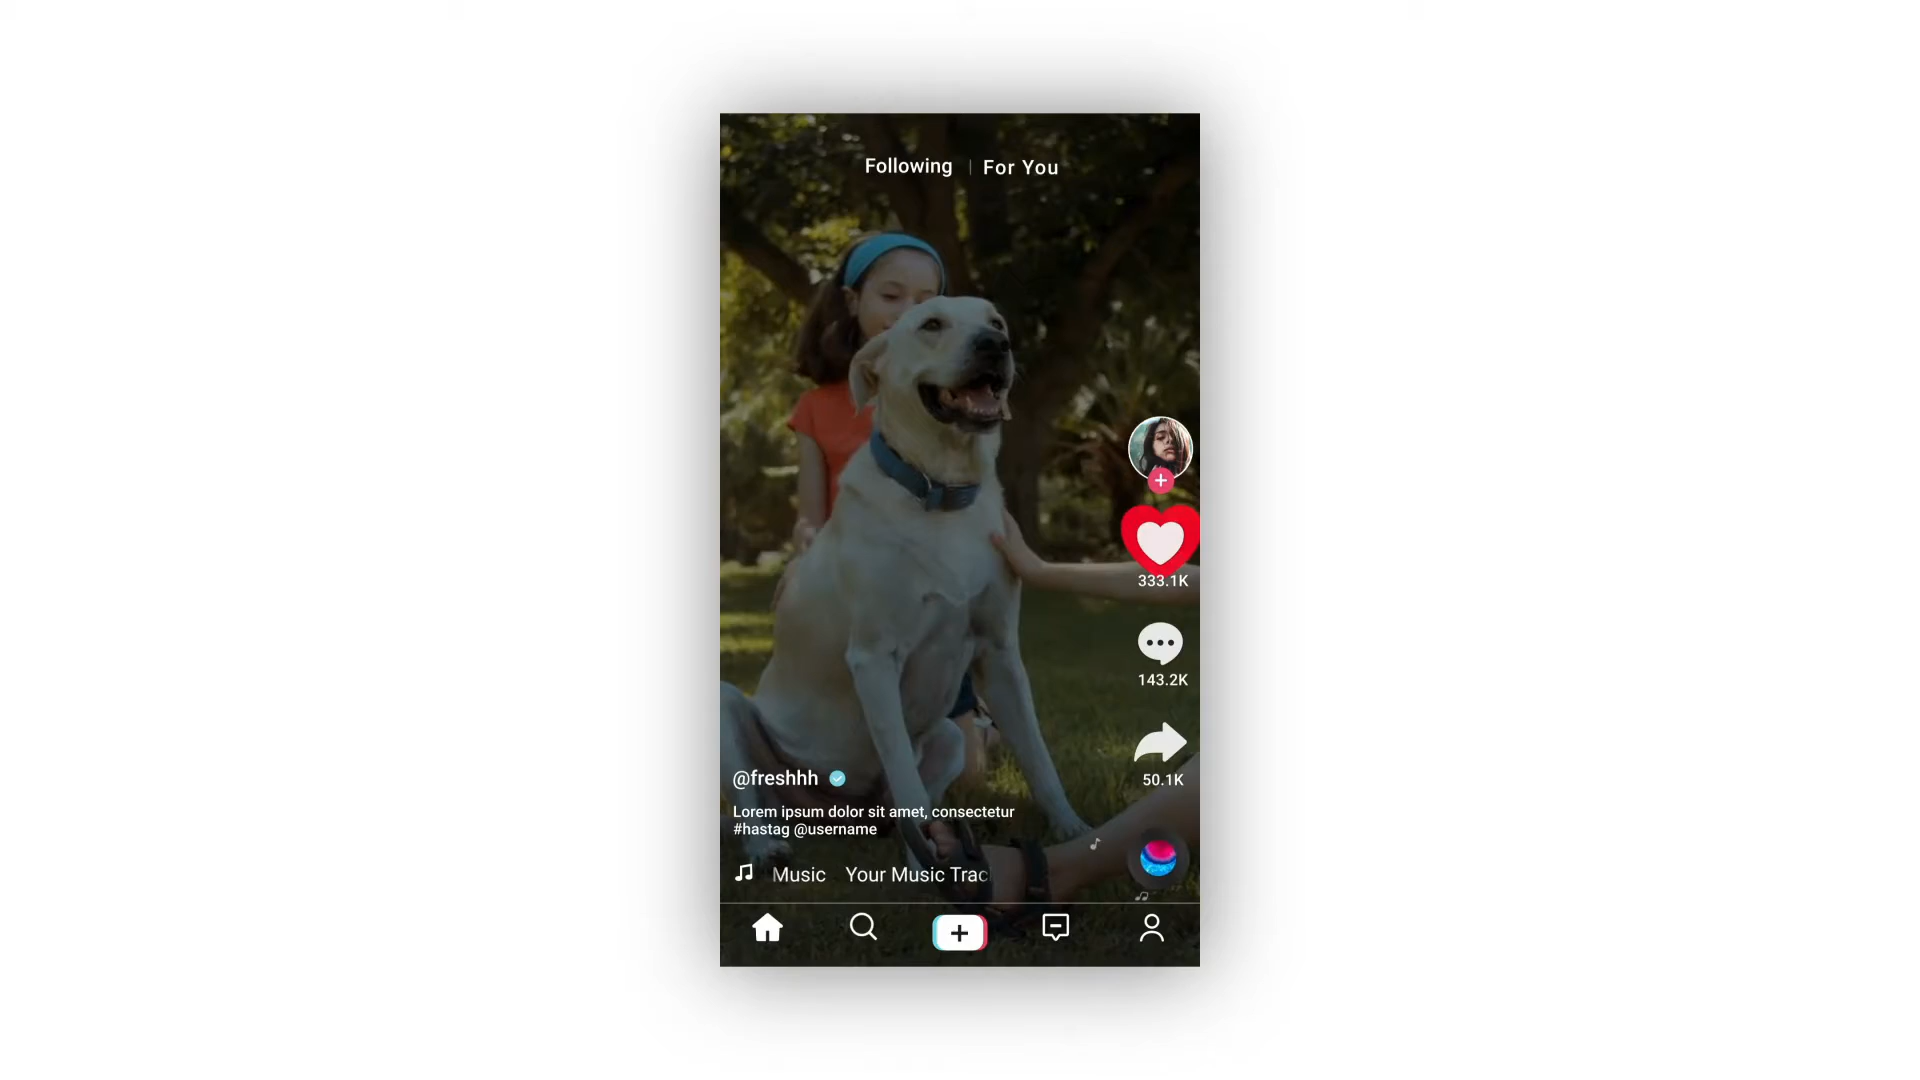 Following | For You
333.1K
143.2K
50.1K
@freshhh
Lorem ipsum dolor sit amet, consectetur
#hastag @username
Music Your Music Trac